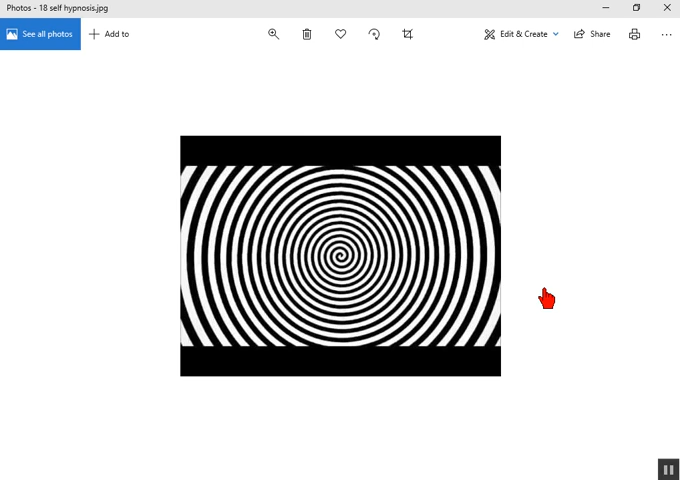 Photos - 18 self hypnosis.jpg
See all photos
Add to
Edit & Create
Share